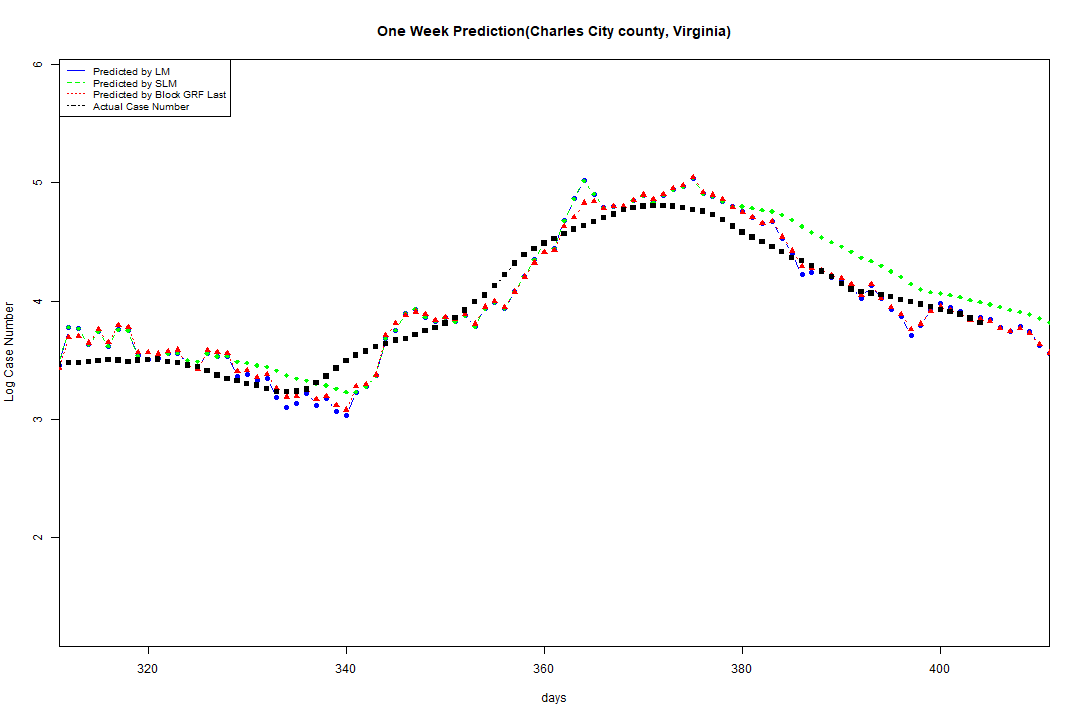 One Week Prediction(Charles City county, Virginia)
6
Predicted by LM
Predicted by SLM
Predicted by Block GRF Last
Actual Case Number
5
4
3
2
Log Case Number
320
340
360
380
400
days